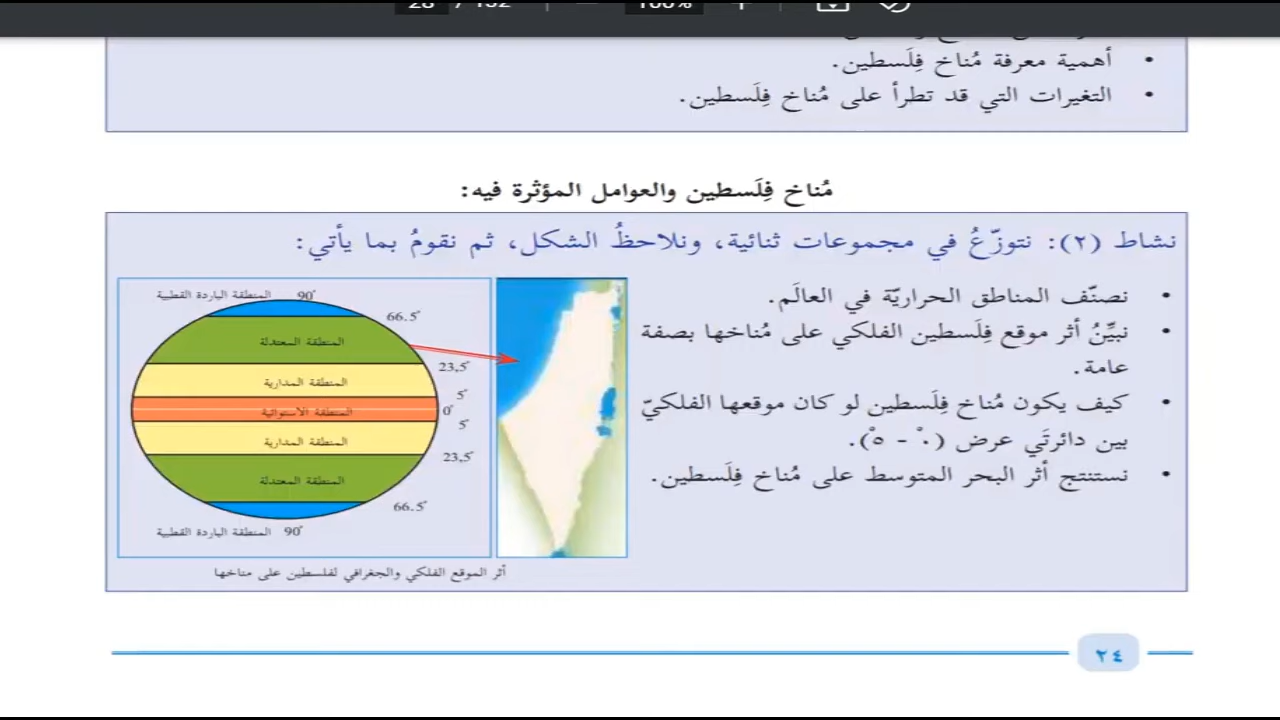 28 / 132
100%
• أهمية معرفة مُناخ فِلَسطين.
• التغيرات التي قد تطرأ على مُناخ فِلَسطين.
مُناخ فِلَسطين والعوامل المؤثرة فيه:
نشاط (٢): نتوزّعُ في مجموعات ثنائية، ونلاحظُ الشكل، ثم نقومُ بما يأتي:
• نصنّف المناطق الحراريّة في العالَم.
• نبيِّنُ أثر موقع فِلَسطين الفلكي على مُناخها بصفة
عامة.
• كيف يكون مُناخ فِلَسطين لو كان موقعها الفلكيّ
بين دائرتَي عرض (٠° - ٥°).
• نستنتج أثر البحر المتوسط على مُناخ فِلَسطين.
المنطقة الباردة القطبية 90°
66.5°
المنطقة المعتدلة
23,5°
المنطقة المدارية
5°
المنطقة الاستوائية
0°
5°
المنطقة المدارية
23,5°
المنطقة المعتدلة
66.5°
المنطقة الباردة القطبية 90°
أثر الموقع الفلكي والجغرافي لفلسطين على مناخها
٢٤